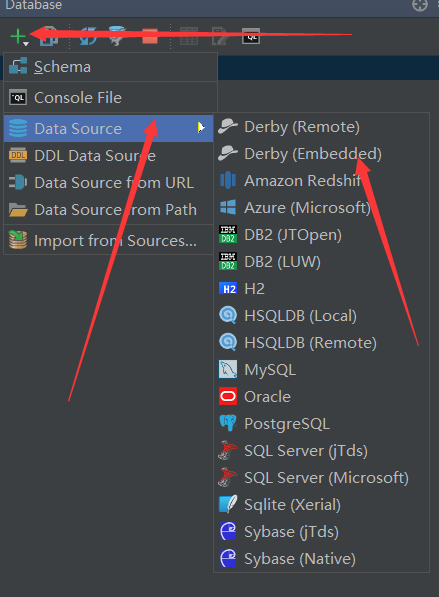 Database
QL
Schema
QL Console File
Data Source
DDL Data Source
Data Source from URL
Data Source from Path
Import from Sources...
Derby (Remote)
Derby (Embedded)
Amazon Redshift
Azure (Microsoft)
IBM DB2 DB2 (JTOpen)
IBM DB2 DB2 (LUW)
H2 H2
HSQLDB (Local)
HSQLDB (Remote)
MySQL
Oracle
PostgreSQL
SQL Server (jTds)
SQL Server (Microsoft)
Sqlite (Xerial)
Sybase (jTds)
Sybase (Native)